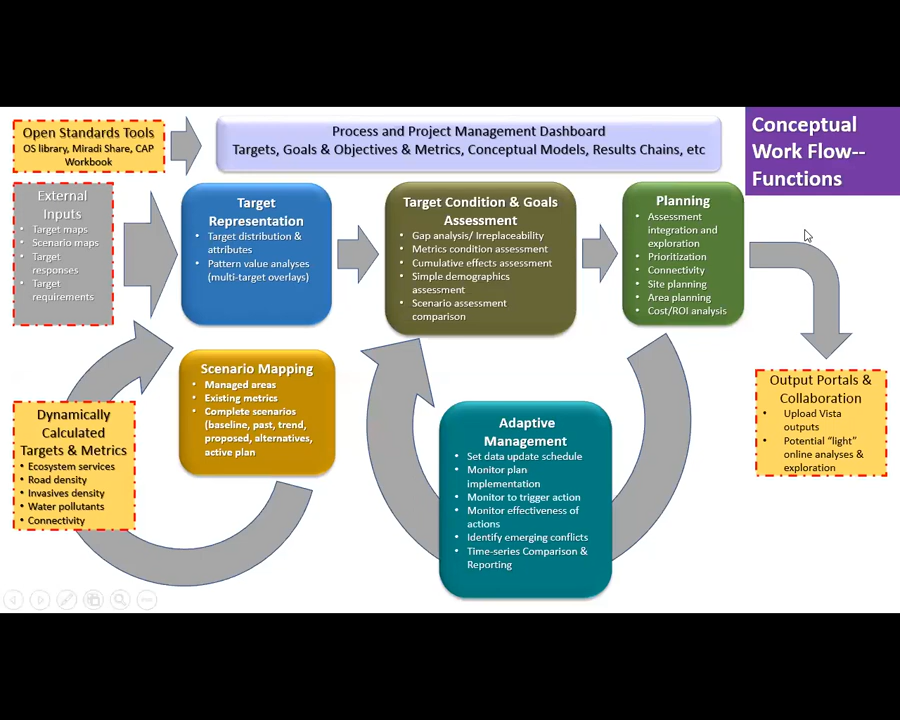 Open Standards Tools
OS library, Miradi Share, CAP
Workbook
Process and Project Management Dashboard
Targets, Goals & Objectives & Metrics, Conceptual Models, Results Chains, etc
Conceptual
Work Flow--
Functions
External
Inputs
• Target maps
• Scenario maps
• Target
responses
• Target
requirements
Target
Representation
• Target distribution &
attributes
• Pattern value analyses
(multi-target overlays)
Target Condition & Goals
Assessment
• Gap analysis/ Irreplaceability
• Metrics condition assessment
• Cumulative effects assessment
• Simple demographics
assessment
• Scenario assessment
comparison
Planning
• Assessment
integration and
exploration
• Prioritization
• Connectivity
• Site planning
• Area planning
• Cost/ROI analysis
Scenario Mapping
• Managed areas
• Existing metrics
• Complete scenarios
(baseline, past, trend,
proposed, alternatives,
active plan
Dynamically
Calculated
Targets & Metrics
• Ecosystem services
• Road density
• Invasives density
• Water pollutants
• Connectivity
Adaptive
Management
• Set data update schedule
• Monitor plan
implementation
• Monitor to trigger action
• Monitor effectiveness of
actions
• Identify emerging conflicts
• Time-series Comparison &
Reporting
Output Portals &
Collaboration
• Upload Vista
outputs
• Potential “light”
online analyses &
exploration